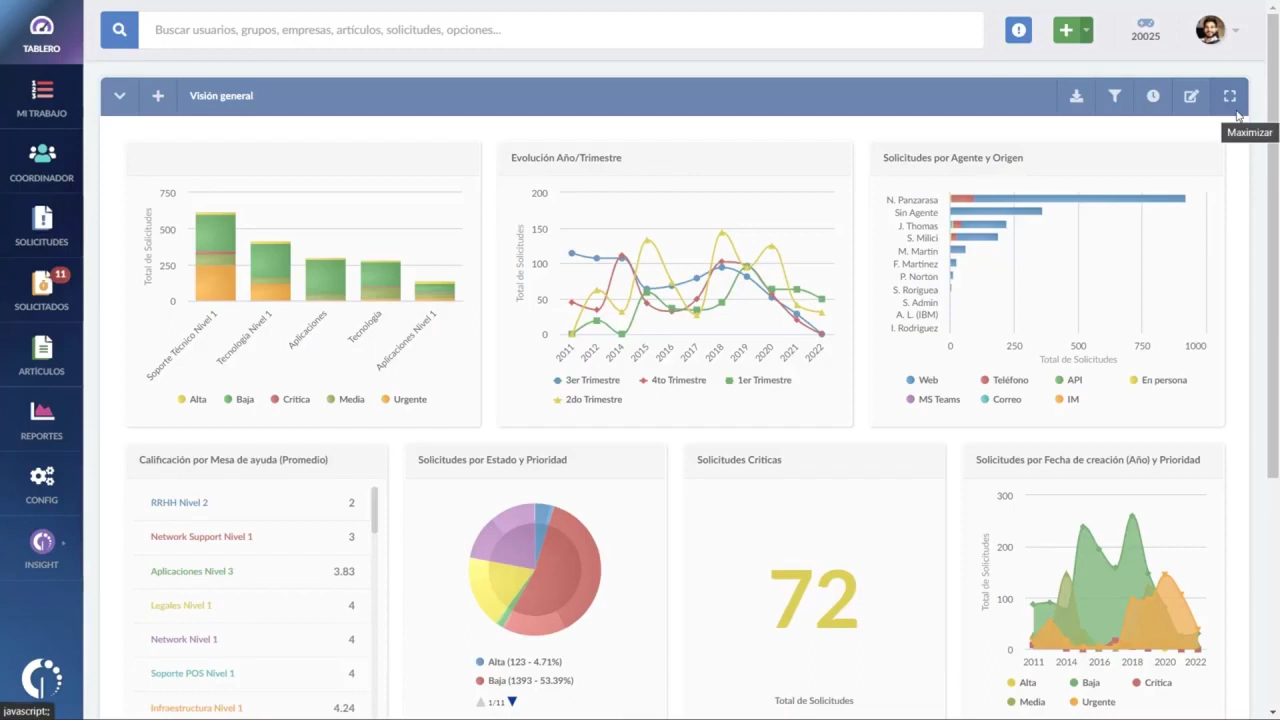 TABLERO
MI TRABAJO
COORDINADOR
SOLICITUDES
11
SOLICITADOS
ARTÍCULOS
REPORTES
CONFIG
INSIGHT
javascript:;
Buscar usuarios, grupos, empresas, artículos, solicitudes, opciones...
20025
Visión general
Maximizar
Total de Solicitudes
750
500
250
0
Soporte Técnico Nivel 1
Tecnología Nivel 1
Aplicaciones
Tecnología
Aplicaciones Nivel 1
Alta Baja Crítica Media Urgente
Evolución Año/Trimestre
Total de Solicitudes
200
150
100
50
0
2011 2012 2014 2015 2016 2017 2018 2019 2020 2021 2022
3er Trimestre 4to Trimestre 1er Trimestre
2do Trimestre
Solicitudes por Agente y Origen
N. Panzarasa
Sin Agente
J. Thomas
S. Milici
M. Martin
F. Martinez
P. Norton
S. Roriguea
S. Admin
A. L. (IBM)
I. Rodriguez
0 250 500 750 1000
Total de Solicitudes
Web Teléfono API En persona
MS Teams Correo IM
Calificación por Mesa de ayuda (Promedio)
RRHH Nivel 2 2
Network Support Nivel 1 3
Aplicaciones Nivel 3 3.83
Legales Nivel 1 4
Network Nivel 1 4
Soporte POS Nivel 1 4
Infraestructura Nivel 1 4.24
Solicitudes por Estado y Prioridad
Alta (123 - 4.71%)
Baja (1393 - 53.39%)
1/11
Solicitudes Críticas
72
Total de Solicitudes
Solicitudes por Fecha de creación (Año) y Prioridad
Total de Solicitudes
300
200
100
0
2011 2014 2016 2018 2020 2022
Alta Baja Crítica
Media Urgente